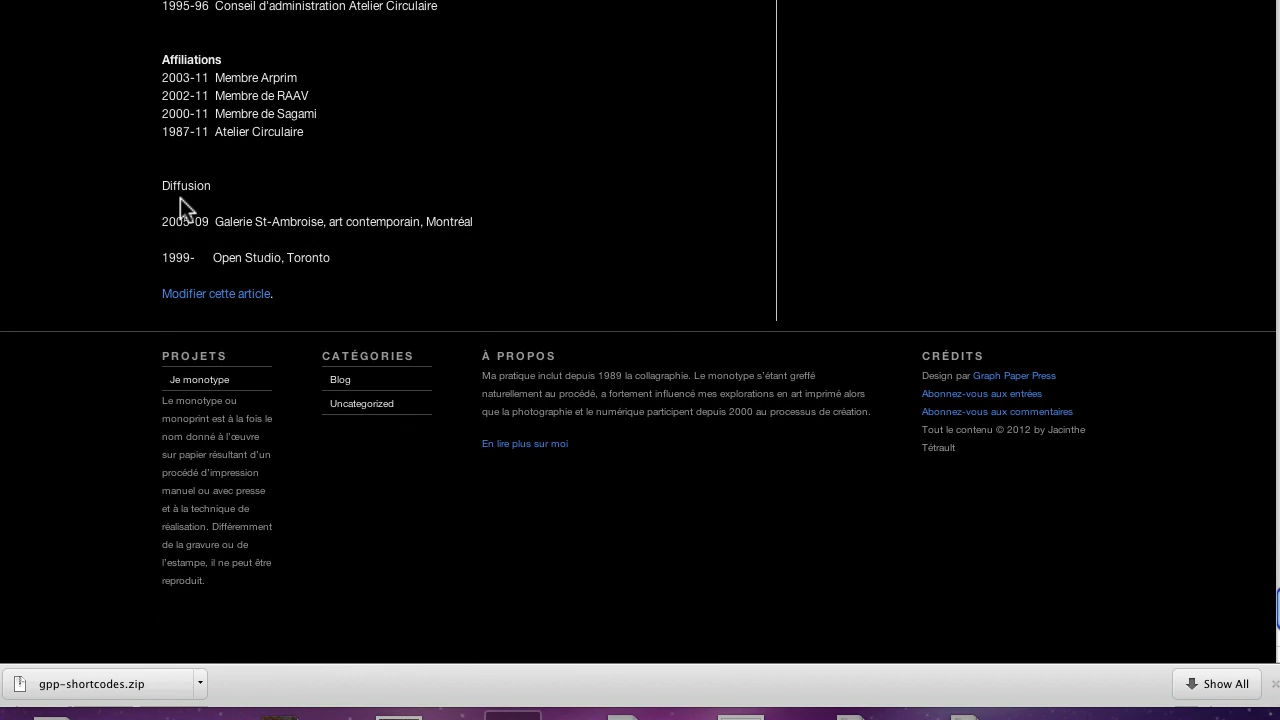 1995-96 Conseil d'administration Atelier Circulaire
Affiliations
2003-11 Membre Arprim
2002-11 Membre de RAAV
2000-11 Membre de Sagami
1987-11 Atelier Circulaire
Diffusion
Galerie St-Ambroise, art contemporain, Montréal
1999- Open Studio, Toronto
Modifier cette article.
PROJETS
Je monotype
Le monotype ou
monoprint est à la fois le
nom donné à l'œuvre
sur papier résultant d'un
procédé d'impression
manuel ou avec presse
et à la technique de
réalisation. Différemment
de la gravure ou de
l'estampe, il ne peut être
reproduit.
CATÉGORIES
Blog
Uncategorized
À PROPOS
Ma pratique inclut depuis 1989 la collagraphie. Le monotype s'étant greffé
naturellement au procédé, a fortement influencé mes explorations en art imprimé alors
que la photographie et le numérique participent depuis 2000 au processus de création.
En lire plus sur moi
CRÉDITS
Design par Graph Paper Press
Abonnez-vous aux entrées
Abonnez-vous aux commentaires
Tout le contenu © 2012 by Jacinthe
Tétrault
gpp-shortcodes.zip
Show All